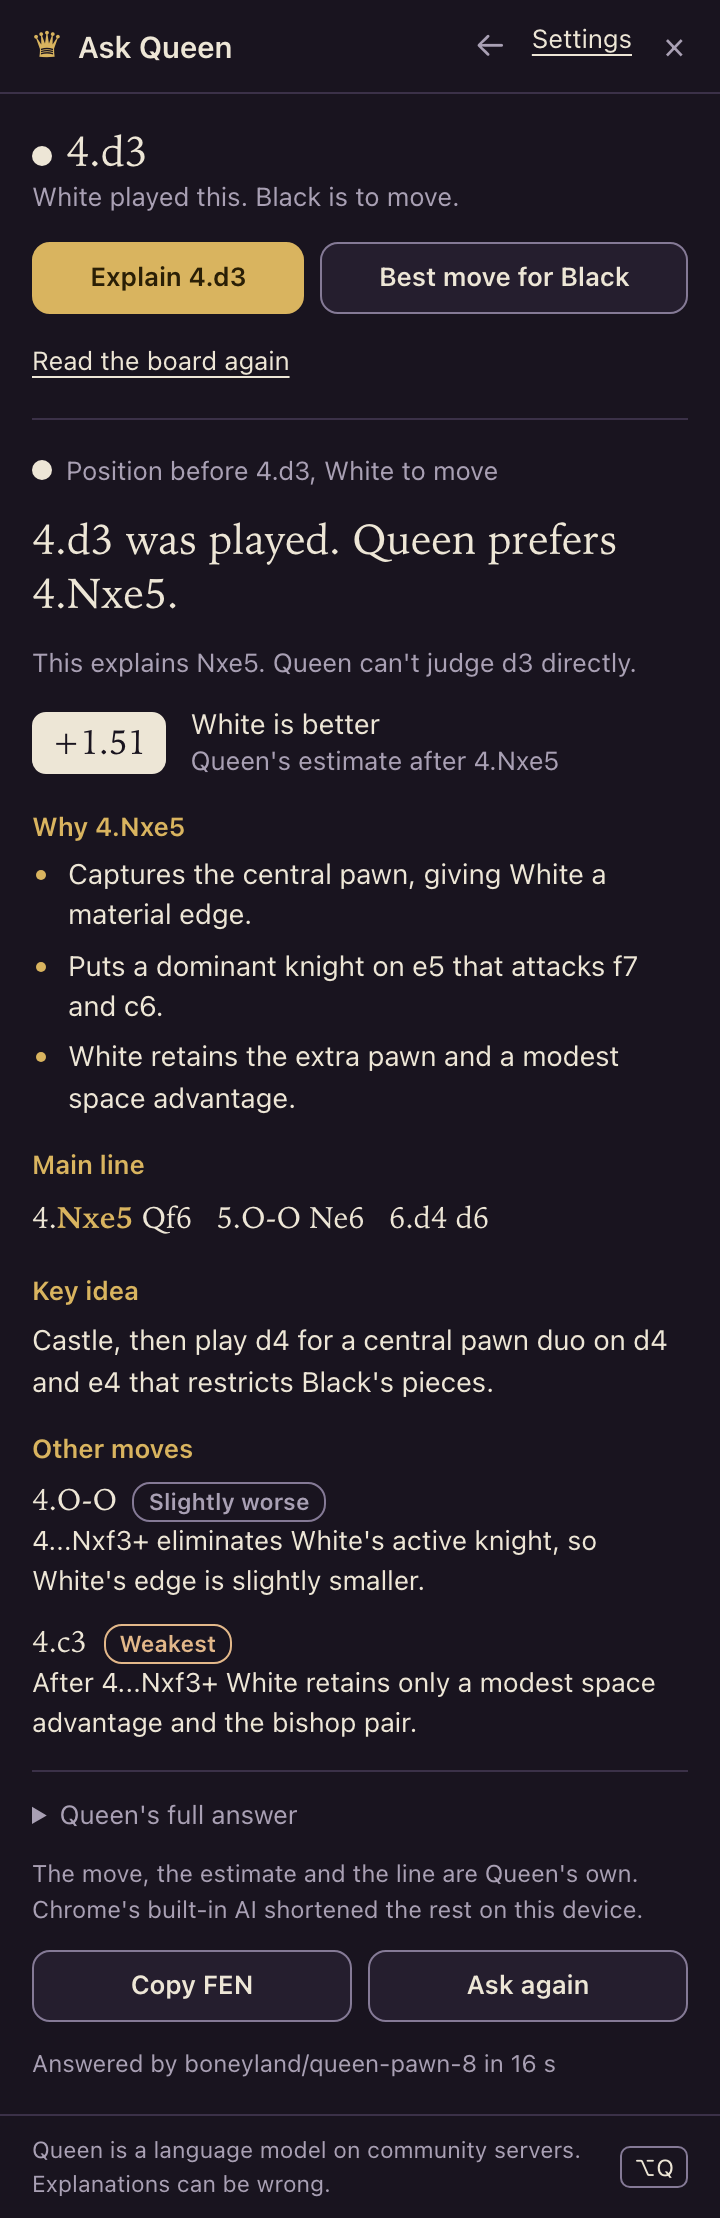 Ask Queen
← Settings ×
4.d3
White played this. Black is to move.
Explain 4.d3
Best move for Black
Read the board again
Position before 4.d3, White to move
4.d3 was played. Queen prefers
4.Nxe5.
This explains Nxe5. Queen can't judge d3 directly.
+1.51
White is better
Queen's estimate after 4.Nxe5
Why 4.Nxe5
• Captures the central pawn, giving White a
material edge.
• Puts a dominant knight on e5 that attacks f7
and c6.
• White retains the extra pawn and a modest
space advantage.
Main line
4.Nxe5 Qf6 5.O-O Ne6 6.d4 d6
Key idea
Castle, then play d4 for a central pawn duo on d4
and e4 that restricts Black's pieces.
Other moves
4.O-O Slightly worse
4...Nxf3+ eliminates White's active knight, so
White's edge is slightly smaller.
4.c3 Weakest
After 4...Nxf3+ White retains only a modest space
advantage and the bishop pair.
▶ Queen's full answer
The move, the estimate and the line are Queen's own.
Chrome's built-in AI shortened the rest on this device.
Copy FEN
Ask again
Answered by boneyland/queen-pawn-8 in 16 s
Queen is a language model on community servers.
Explanations can be wrong.
⌥Q